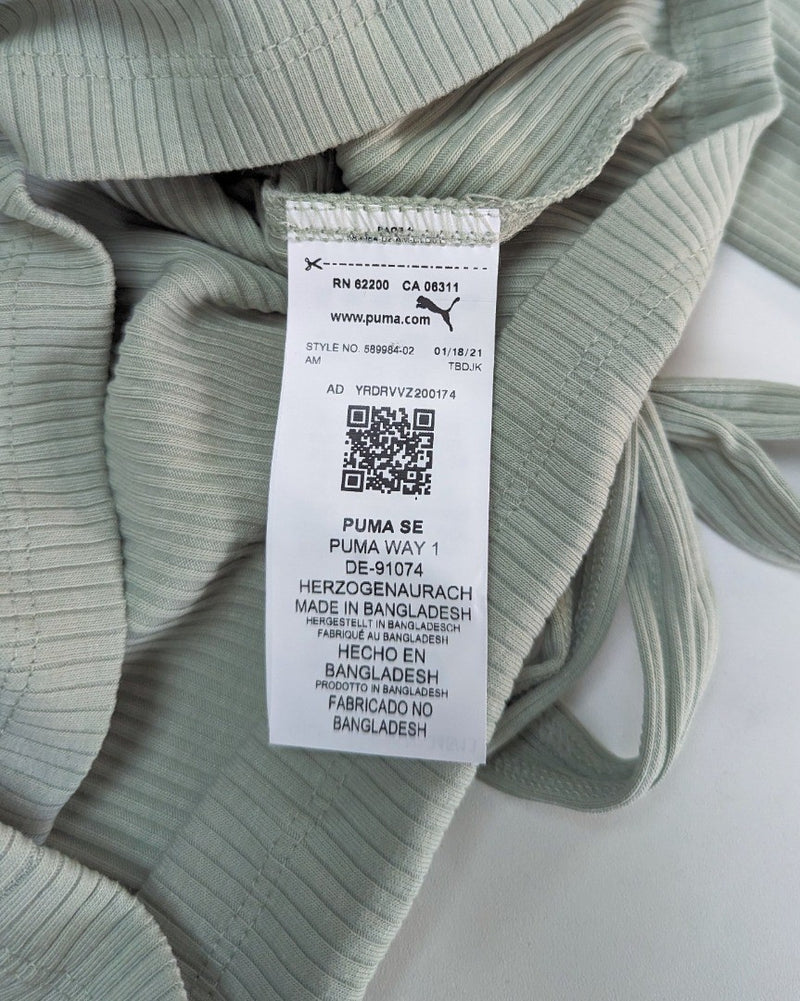 RN 62200 CA 06311
www.puma.com
STYLE NO. 589984-02 01/18/21
AM TBDJK
AD YRDRVVZ200174
PUMA SE
PUMA WAY 1
DE-91074
HERZOGENAURACH
MADE IN BANGLADESH
HERGESTELLT IN BANGLADESCH
FABRIQUÉ AU BANGLADESH
HECHO EN
BANGLADESH
PRODOTTO IN BANGLADESH
FABRICADO NO
BANGLADESH